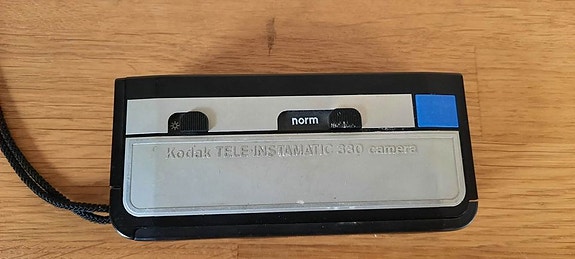 norm
Kodak TELE-INSTAMATIC 330 camera